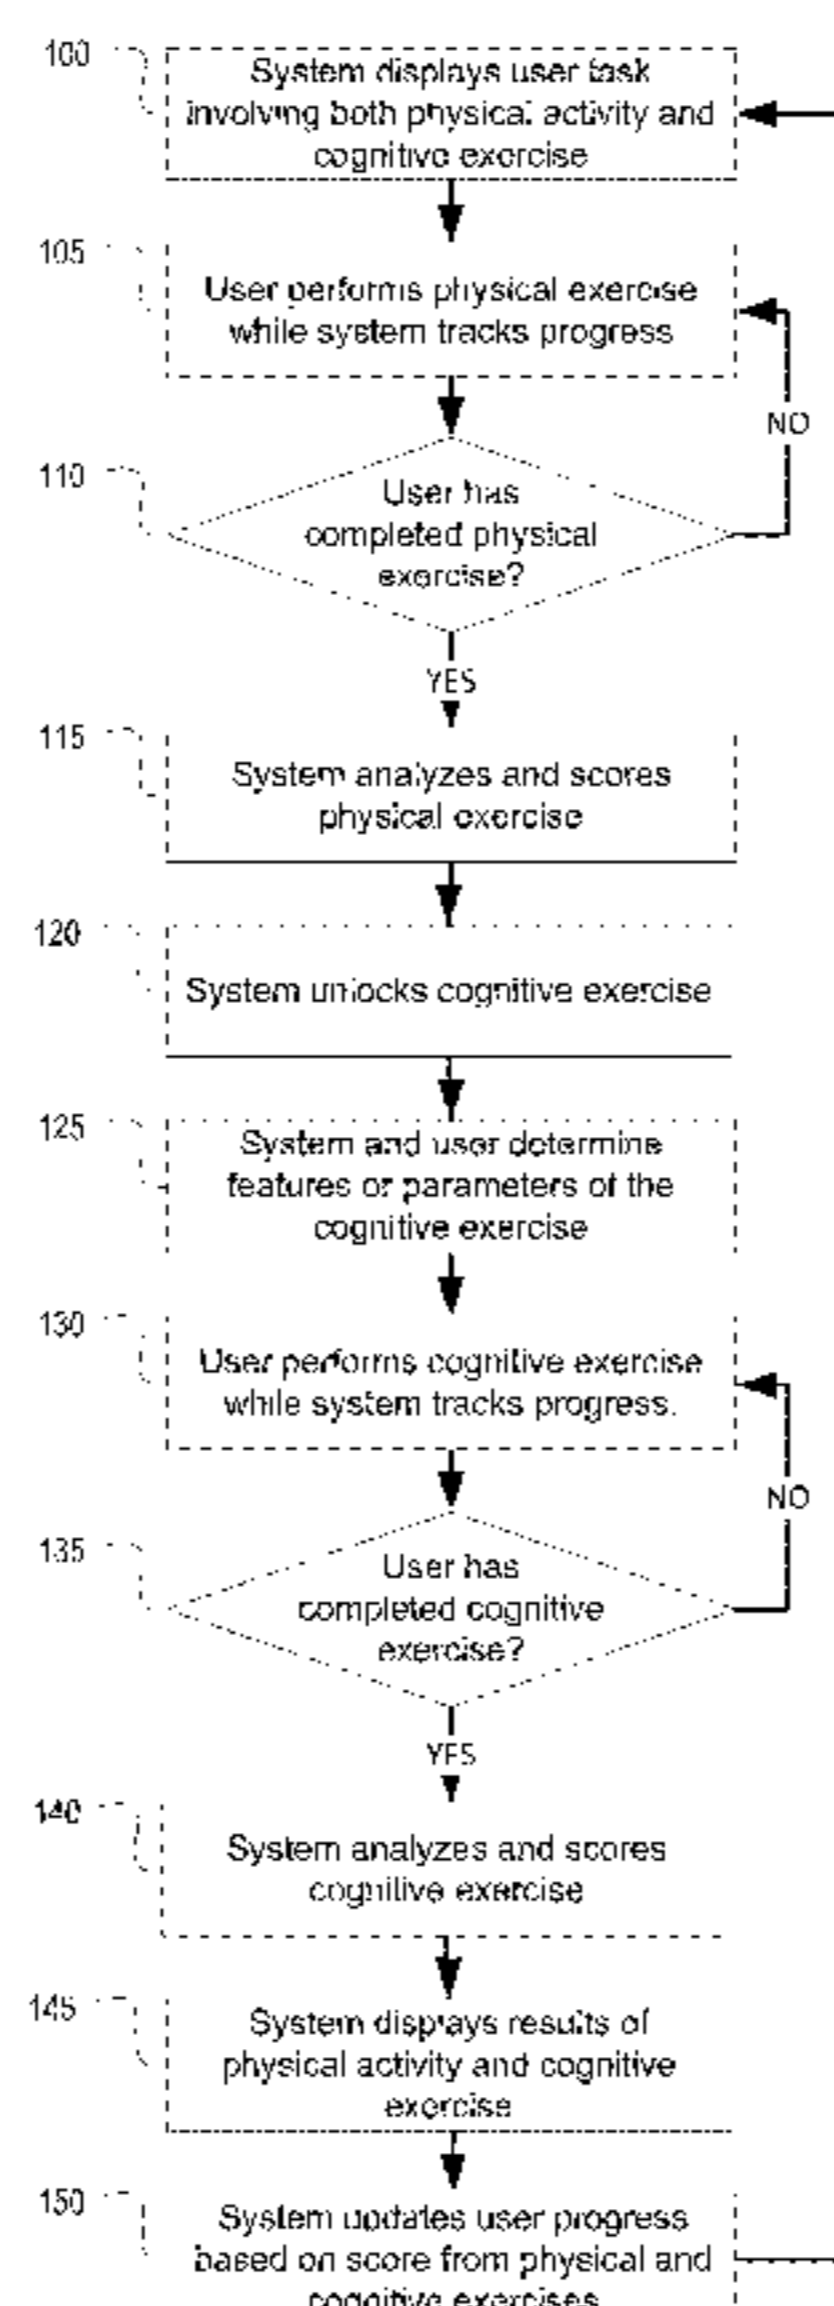 100
System displays user task
involving both physical activity and
cognitive exercise
105
User performs physical exercise
while system tracks progress
NO
110
User has
completed physical
exercise?
YES
115
System analyzes and scores
physical exercise
120
System unlocks cognitive exercise
125
System and user determine
features or parameters of the
cognitive exercise
130
User performs cognitive exercise
while system tracks progress.
NO
135
User has
completed cognitive
exercise?
YES
140
System analyzes and scores
cognitive exercise
145
System displays results of
physical activity and cognitive
exercise
150
System updates user progress
based on score from physical and
cognitive exercises